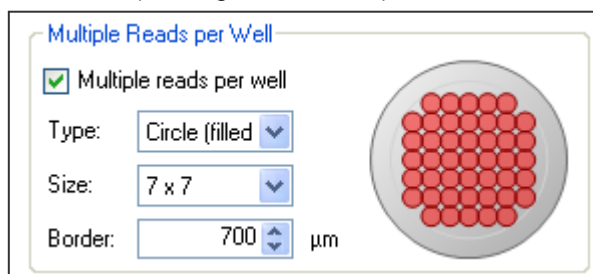 Multiple Reads per Well
Multiple reads per well
Type: Circle (filled
Size: 7 x 7
Border: 700 µm